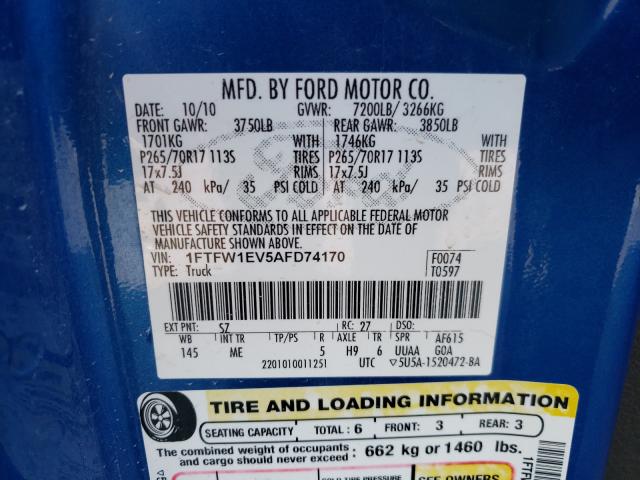 MFD. BY FORD MOTOR CO.
DATE: 10/10 GVWR: 7200LB/ 3266KG
FRONT GAWR: 3750LB REAR GAWR: 3850LB
1701KG WITH 1746KG WITH
P265/70R17 113S TIRES P265/70R17 113S TIRES
17x7.5J RIMS 17x7.5J RIMS
AT 240 kPa/ 35 PSI COLD AT 240 kPa/ 35 PSI COLD
THIS VEHICLE CONFORMS TO ALL APPLICABLE FEDERAL MOTOR
VEHICLE SAFETY STANDARDS IN EFFECT ON THE DATE OF
MANUFACTURE SHOWN ABOVE.
VIN: 1FTFW1EV5AFD74170 F0074
TYPE: Truck T0597
EXT PNT: SZ RC: 27 DSO:
WB INT TR TP/PS R AXLE TR SPR AF615
145 ME 5 H9 6 UUAA GOA
2201010011251 UTC ▽5U5A-1520472-BA
TIRE AND LOADING INFORMATION
SEATING CAPACITY TOTAL: 6 FRONT: 3 REAR: 3
The combined weight of occupants and cargo should never exceed: 662 kg or 1460 lbs.
SEE OWNERS